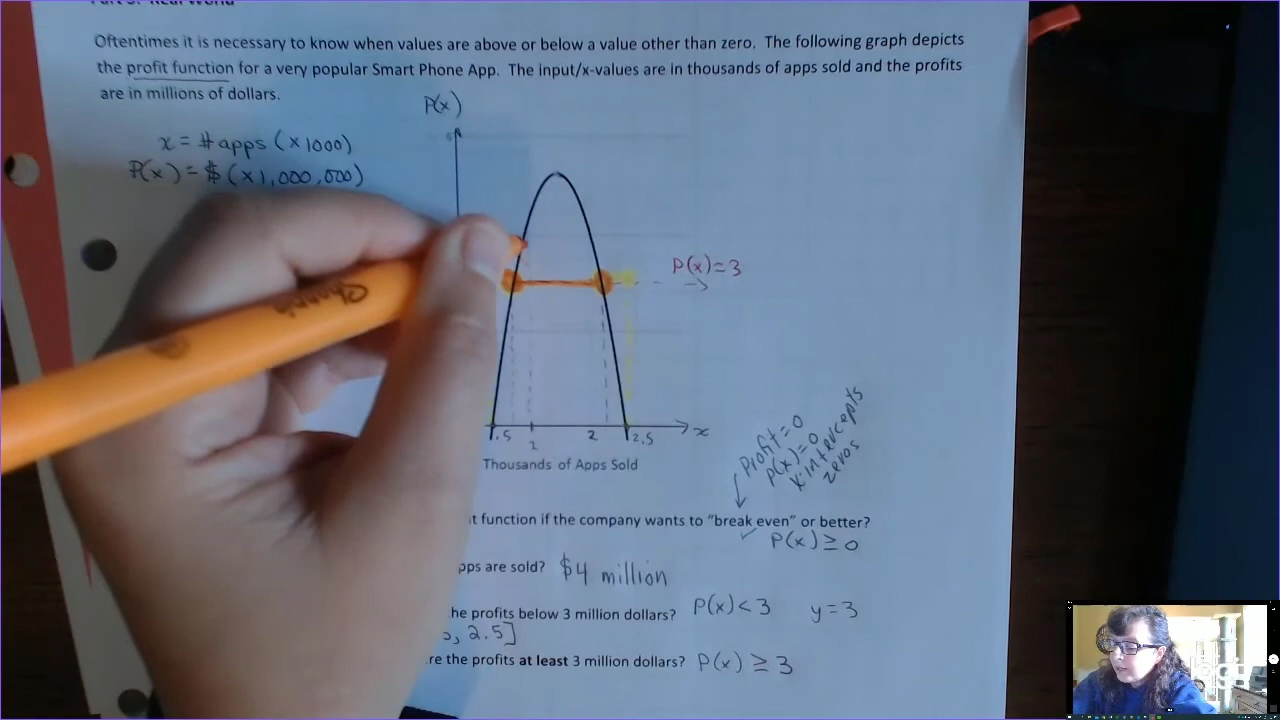 Oftentimes it is necessary to know when values are above or below a value other than zero. The following graph depicts
the profit function for a very popular Smart Phone App. The input/x-values are in thousands of apps sold and the profits
are in millions of dollars.
P(x)
x = # apps (x1000)
P(x) = $ (x1,000,000)
P(x)=3
.5 1 2 2.5 x
Thousands of Apps Sold
Profit=0
P(x)=0
x-intercepts
zeros
t function if the company wants to "break even" or better?
P(x) ≥ 0
pps are sold? $4 million
he profits below 3 million dollars? P(x) < 3 y = 3
, 2.5]
re the profits at least 3 million dollars? P(x) ≥ 3